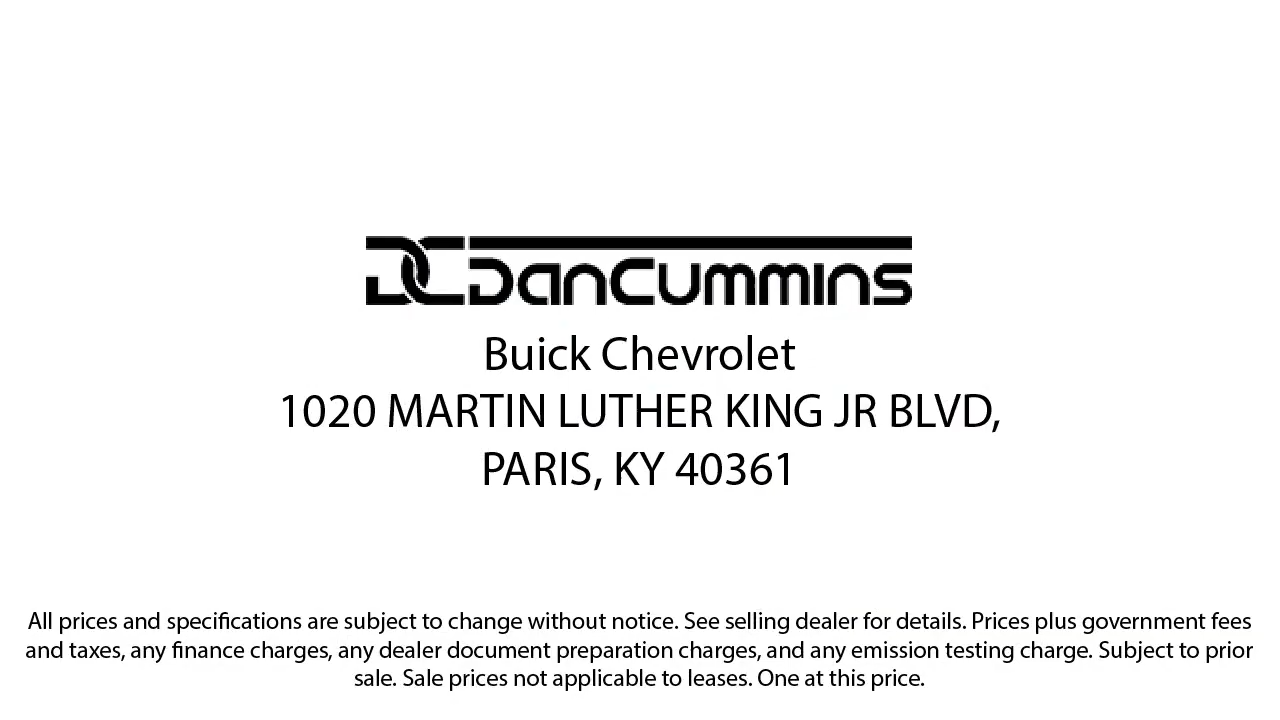 DC DanCummins
Buick Chevrolet
1020 MARTIN LUTHER KING JR BLVD,
PARIS, KY 40361
All prices and specifications are subject to change without notice. See selling dealer for details. Prices plus government fees
and taxes, any finance charges, any dealer document preparation charges, and any emission testing charge. Subject to prior
sale. Sale prices not applicable to leases. One at this price.